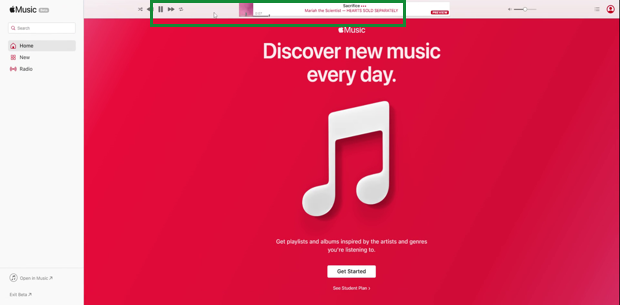 Music Beta
Search
Home
New
Radio
Open in Music ↗
Exit Beta ↗
Sacrifice •••
Mariah the Scientist — HEARTS SOLD SEPARATELY
PREVIEW
Music
Discover new music
every day.
Get playlists and albums inspired by the artists and genres
you're listening to.
Get Started
See Student Plan ›